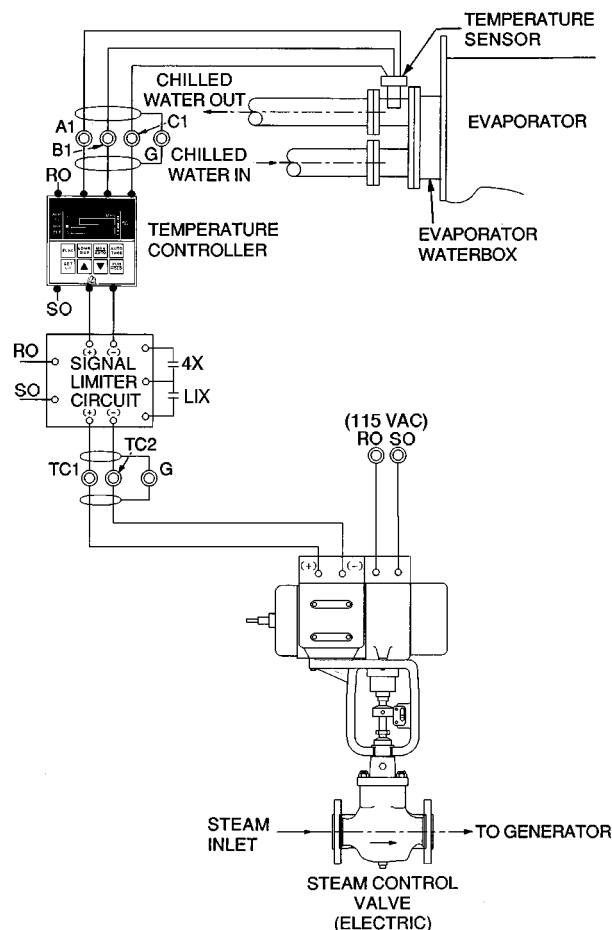 TEMPERATURE
SENSOR
CHILLED
WATER OUT
EVAPORATOR
A1
B1
C1
G
CHILLED
WATER IN
RO
TEMPERATURE
CONTROLLER
EVAPORATOR
WATERBOX
SO
(+) (-)
RO
SIGNAL
LIMITER
CIRCUIT
4X
SO
LIX
(+) (-)
(115 VAC)
RO SO
TC1
TC2
G
(+) (-)
STEAM
INLET
TO GENERATOR
STEAM CONTROL
VALVE
(ELECTRIC)